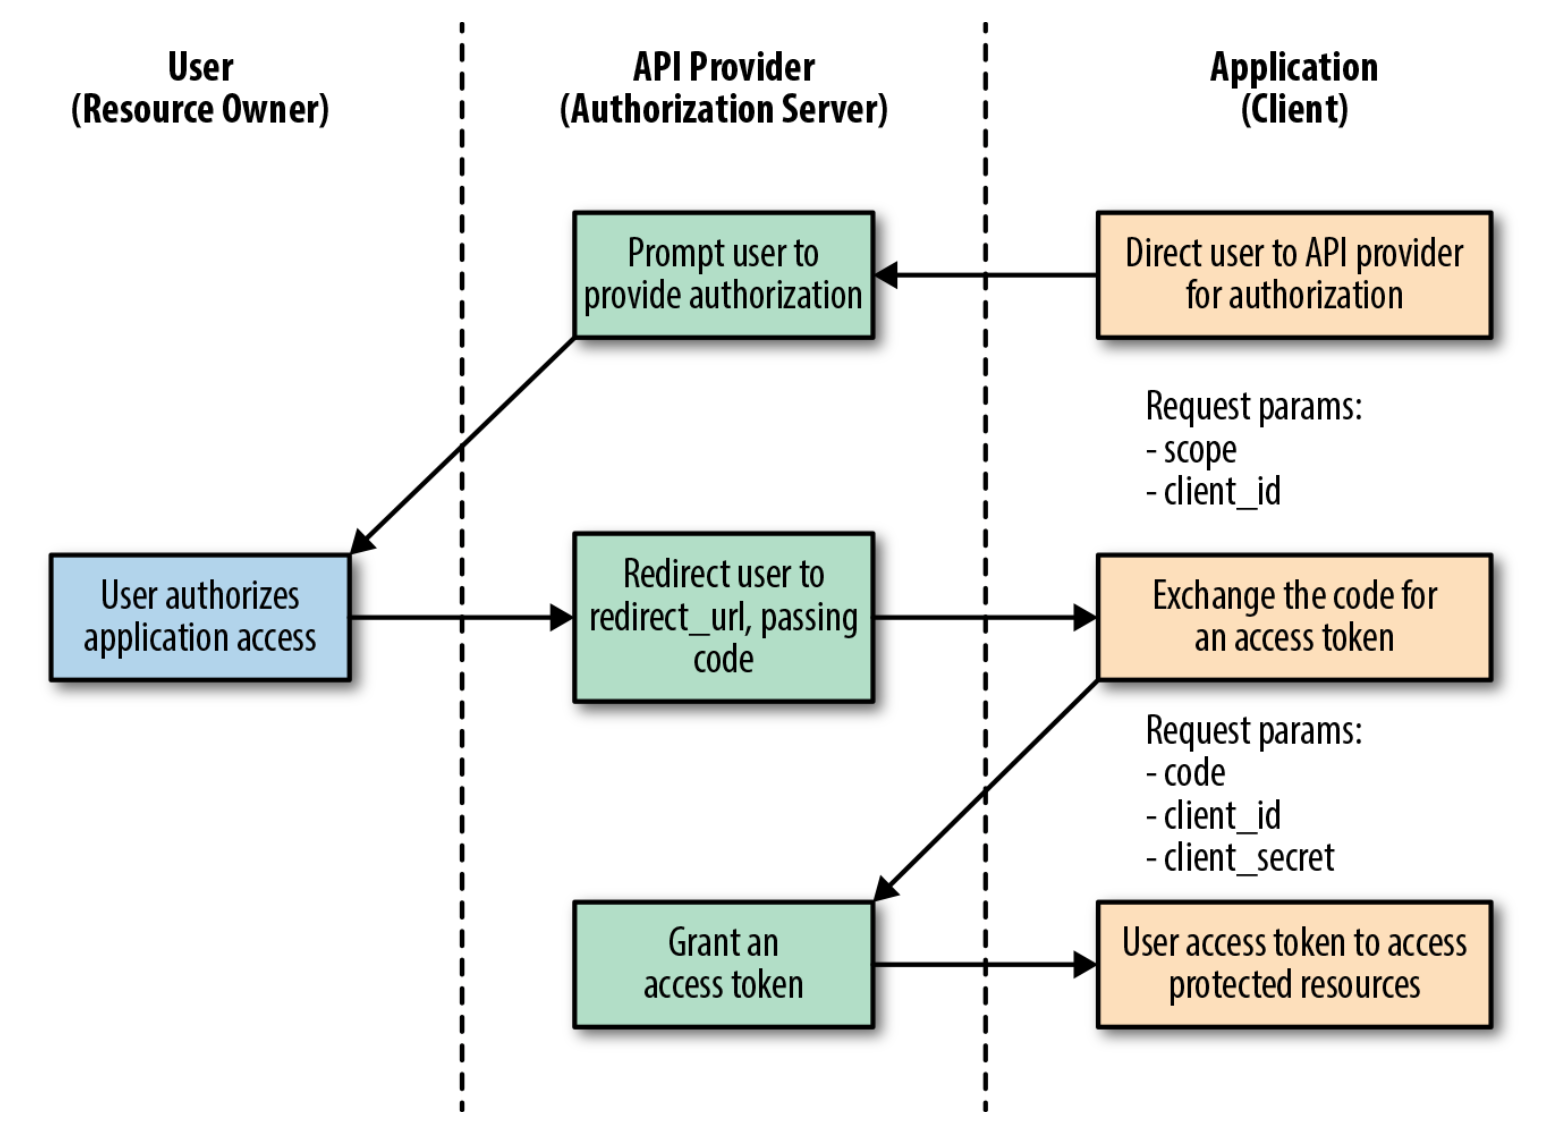 User
(Resource Owner)
API Provider
(Authorization Server)
Application
(Client)
Prompt user to
provide authorization
Direct user to API provider
for authorization
Request params:
- scope
- client_id
User authorizes
application access
Redirect user to
redirect_url, passing
code
Exchange the code for
an access token
Request params:
- code
- client_id
- client_secret
Grant an
access token
User access token to access
protected resources